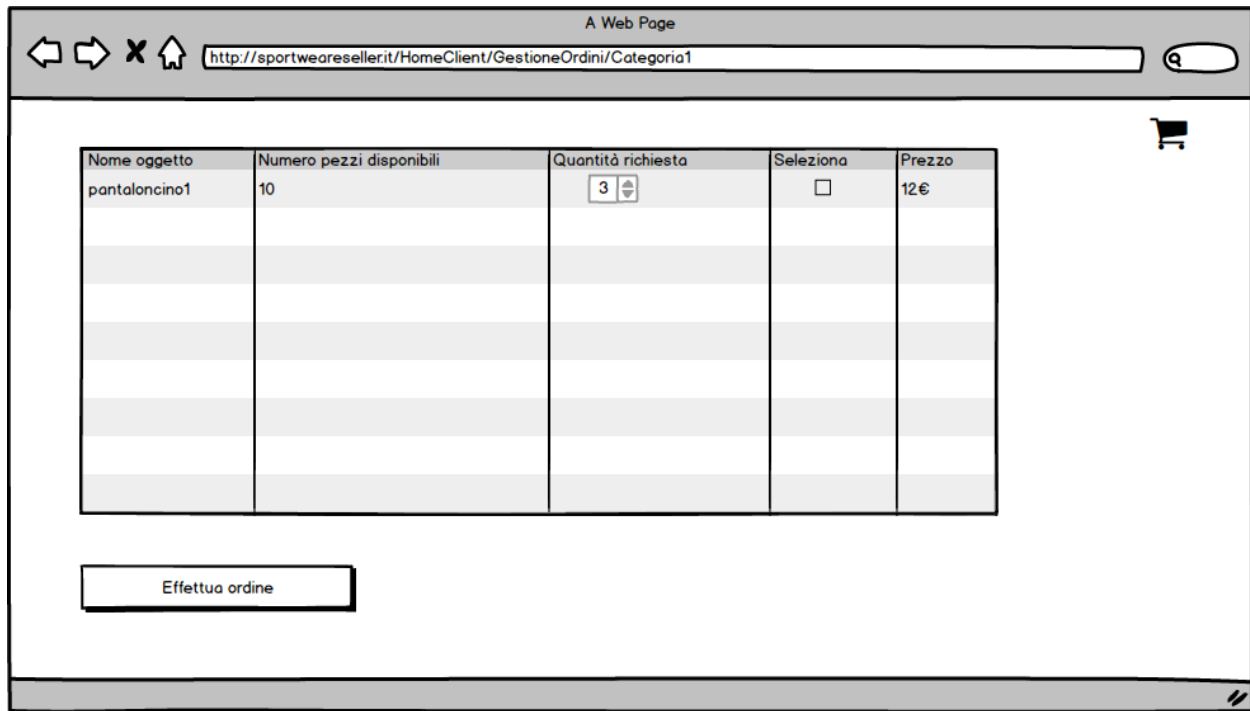 A Web Page
http://sportweareseller.it/HomeClient/GestioneOrdini/Categoria1
Nome oggetto Numero pezzi disponibili Quantità richiesta Seleziona Prezzo
pantaloncino1 10 3 12€
Effettua ordine